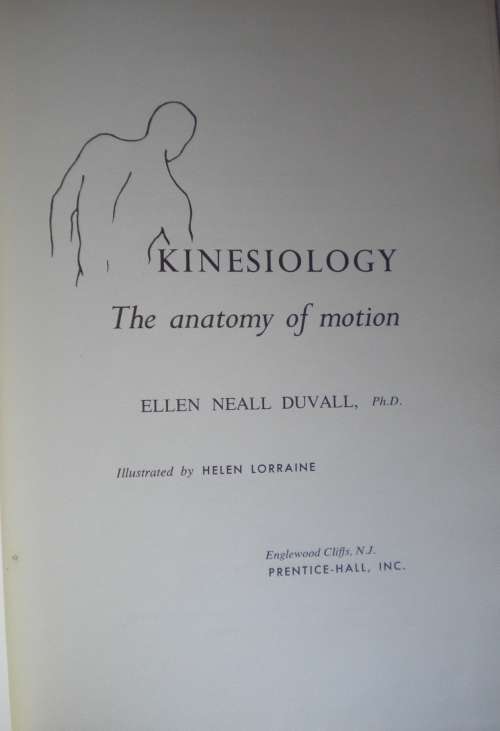 KINESIOLOGY
The anatomy of motion
ELLEN NEALL DUVALL, Ph.D.
Illustrated by HELEN LORRAINE
Englewood Cliffs, N.J.
PRENTICE-HALL, INC.